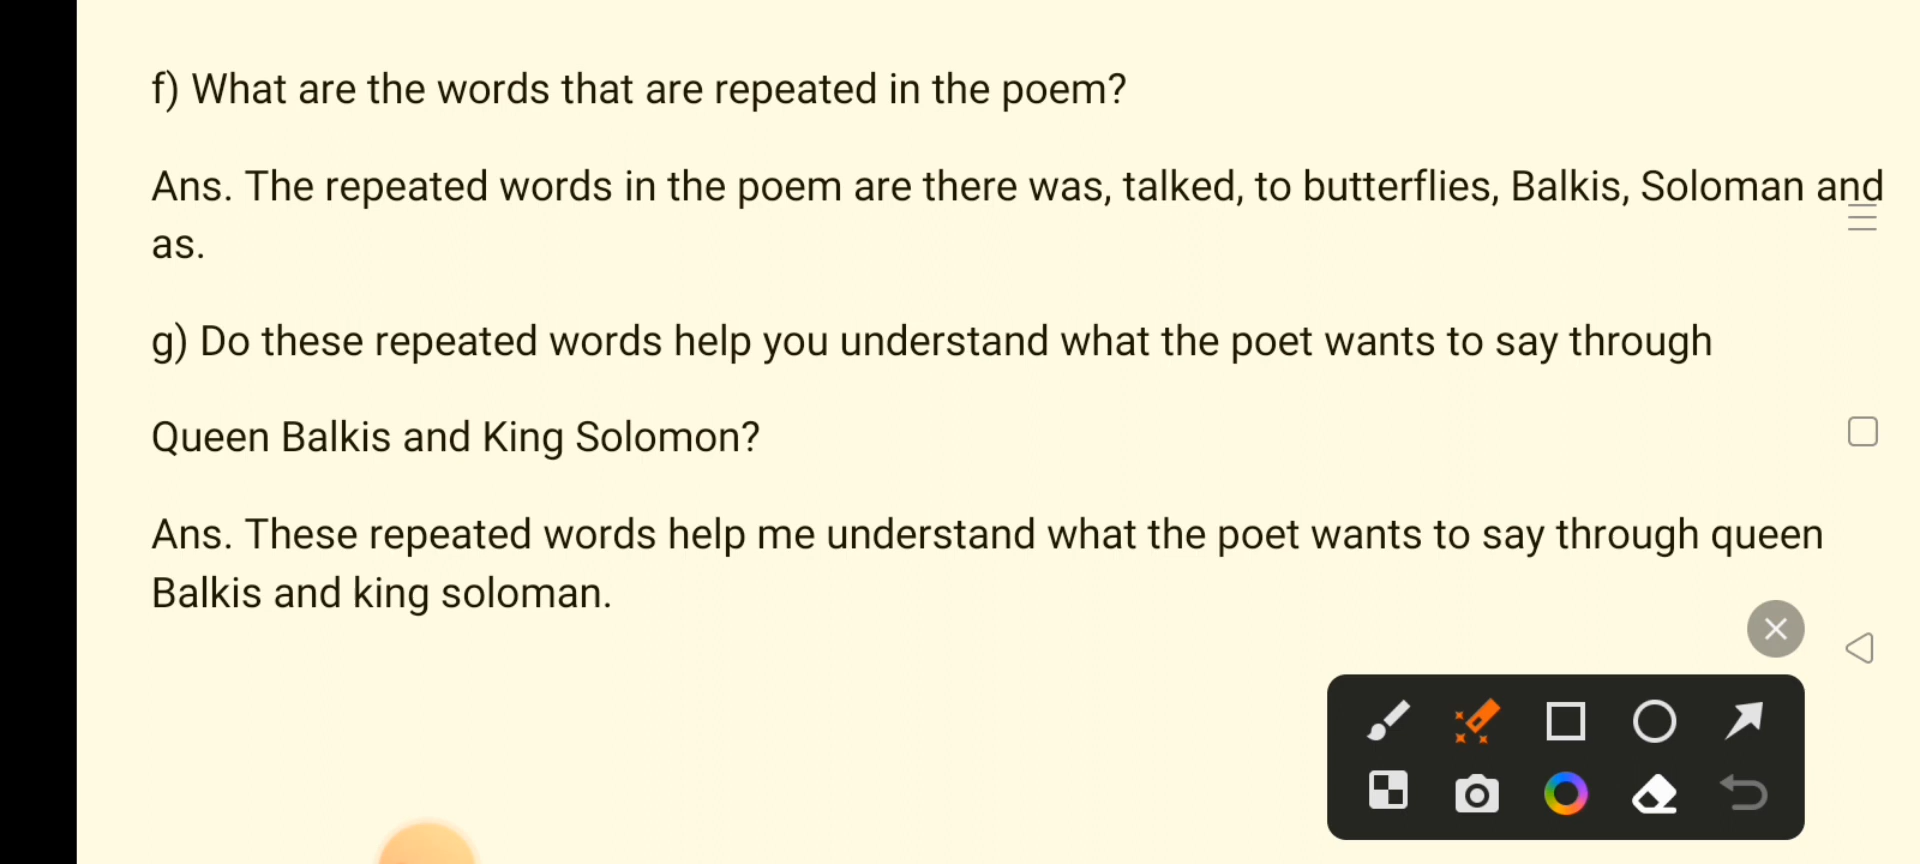 f) What are the words that are repeated in the poem?
Ans. The repeated words in the poem are there was, talked, to butterflies, Balkis, Soloman and
as.
g) Do these repeated words help you understand what the poet wants to say through
Queen Balkis and King Solomon?
Ans. These repeated words help me understand what the poet wants to say through queen
Balkis and king soloman.